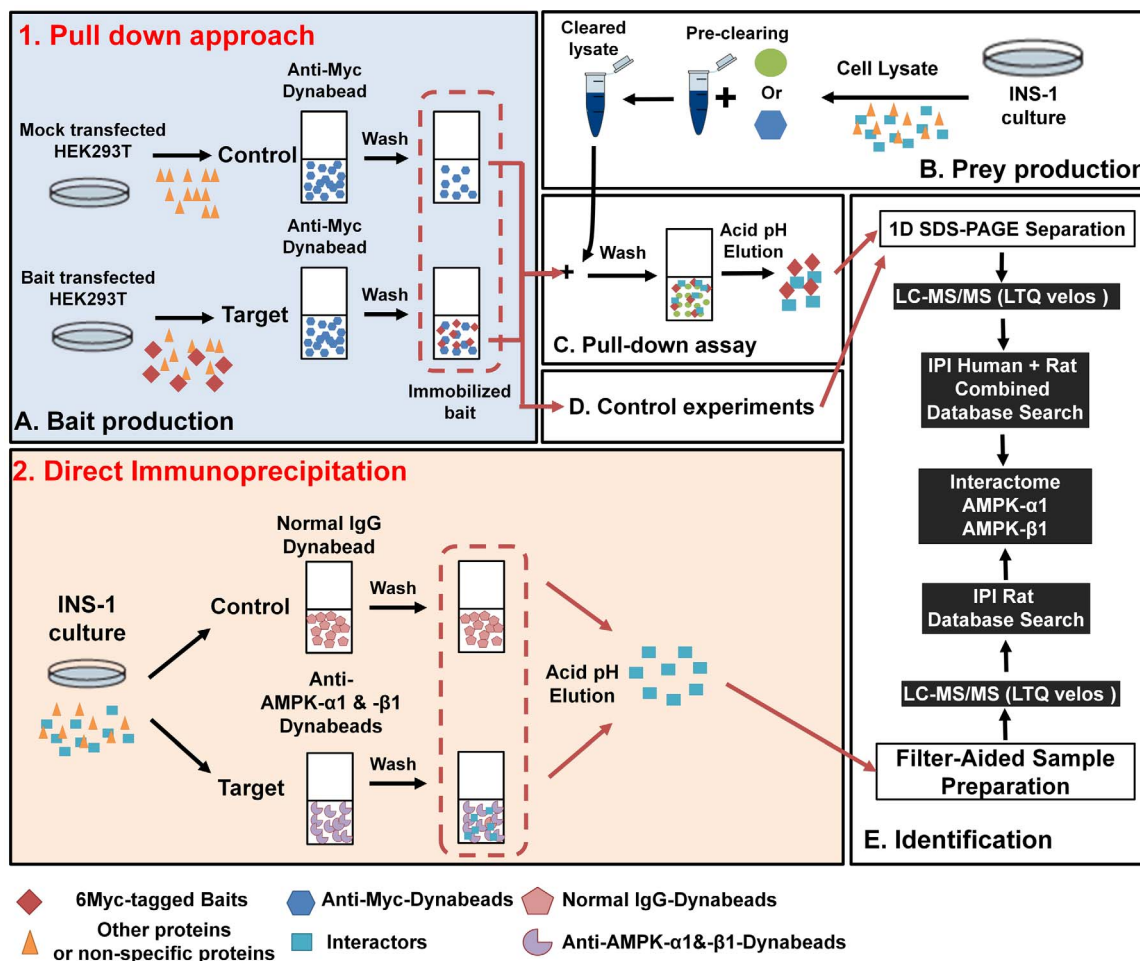 1. Pull down approach
Mock transfected
HEK293T
Control
Anti-Myc
Dynabead
Wash
Bait transfected
HEK293T
Target
Anti-Myc
Dynabead
Wash
Immobilized
bait
A. Bait production
Cleared
lysate
Pre-clearing
+
Or
Cell Lysate
INS-1
culture
B. Prey production
+
Wash
Acid pH
Elution
C. Pull-down assay
D. Control experiments
2. Direct Immunoprecipitation
INS-1
culture
Control
Normal IgG
Dynabead
Wash
Target
Anti-
AMPK-α1 & -β1
Dynabeads
Wash
Acid pH
Elution
1D SDS-PAGE Separation
LC-MS/MS (LTQ velos )
IPI Human + Rat
Combined
Database Search
Interactome
AMPK-α1
AMPK-β1
IPI Rat
Database Search
LC-MS/MS (LTQ velos )
Filter-Aided Sample
Preparation
E. Identification
6Myc-tagged Baits
Other proteins
or non-specific proteins
Anti-Myc-Dynabeads
Interactors
Normal IgG-Dynabeads
Anti-AMPK-α1&-β1-Dynabeads